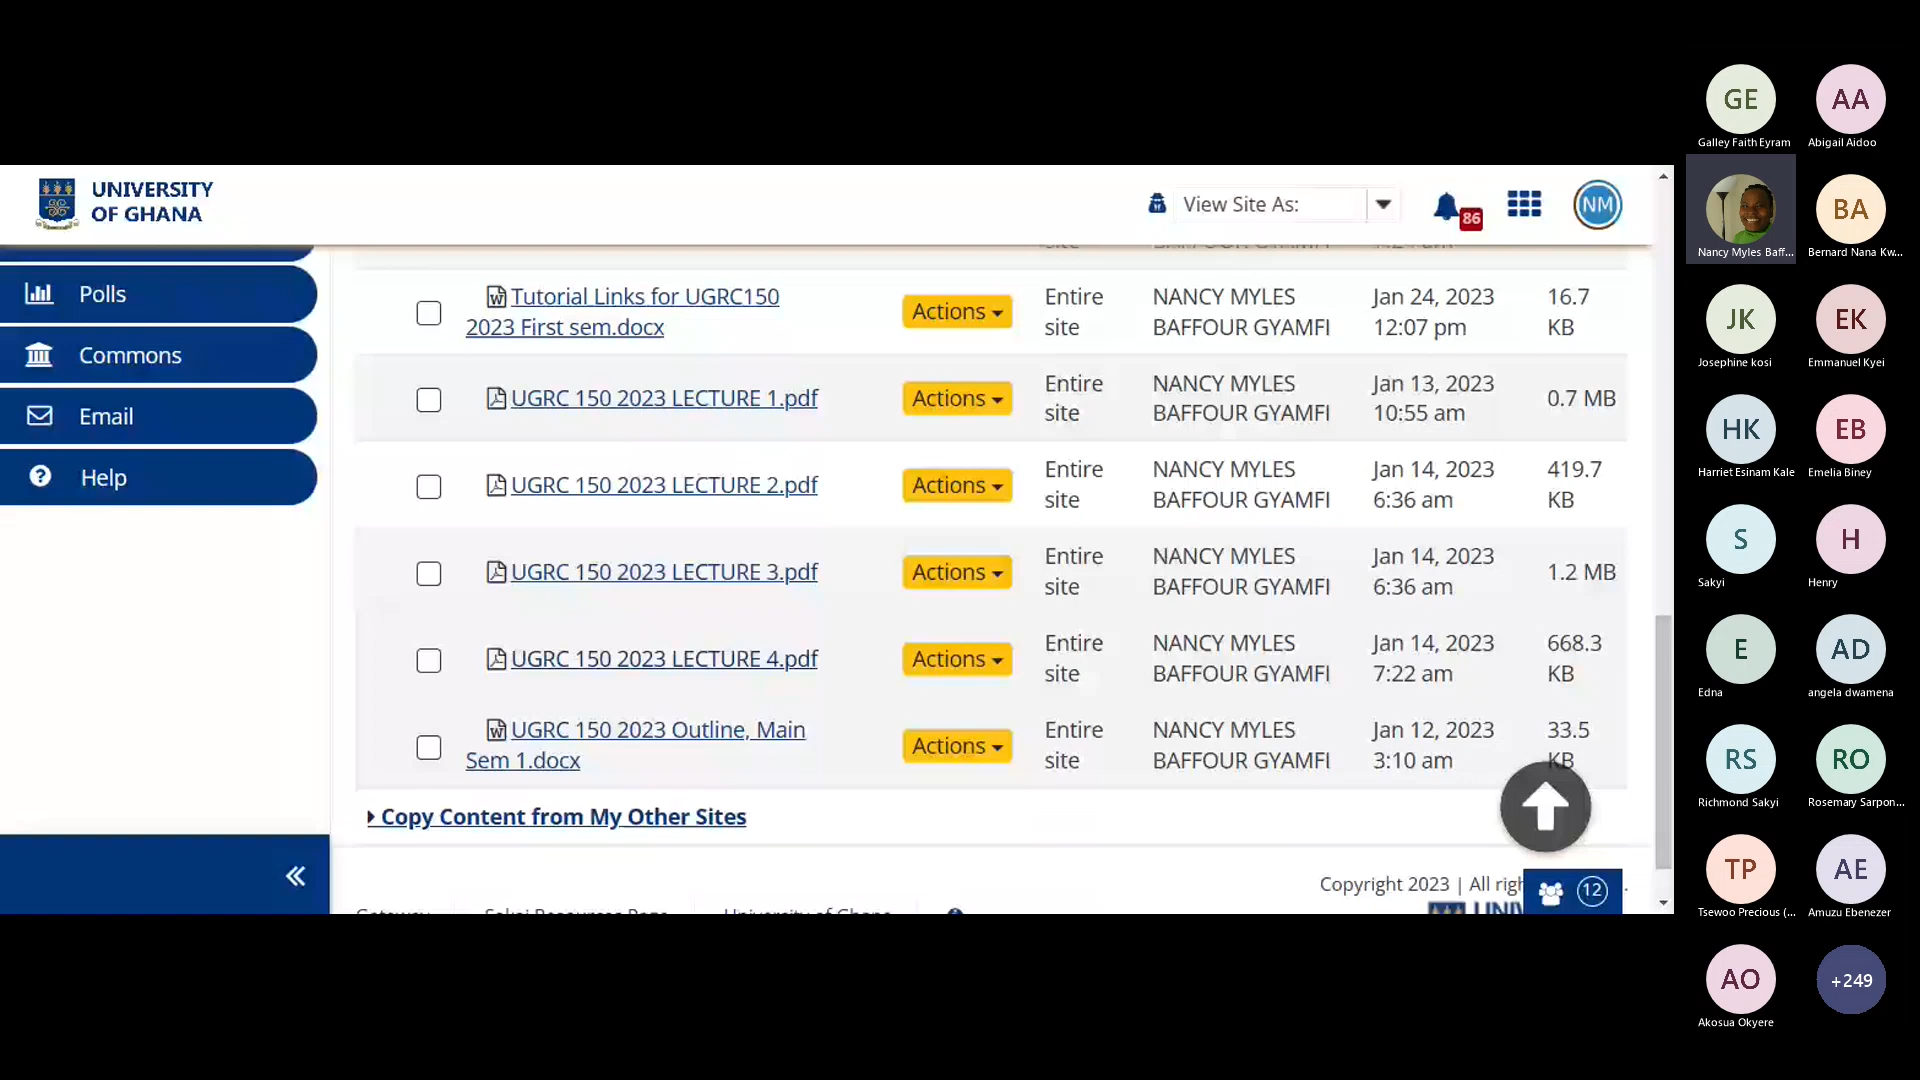 UNIVERSITY
OF GHANA
View Site As:
86
NM
Polls
Commons
Email
Help
Tutorial Links for UGRC150
2023 First sem.docx
Actions
Entire
site
NANCY MYLES
BAFFOUR GYAMFI
Jan 24, 2023
12:07 pm
16.7
KB
UGRC 150 2023 LECTURE 1.pdf
Actions
Entire
site
NANCY MYLES
BAFFOUR GYAMFI
Jan 13, 2023
10:55 am
0.7 MB
UGRC 150 2023 LECTURE 2.pdf
Actions
Entire
site
NANCY MYLES
BAFFOUR GYAMFI
Jan 14, 2023
6:36 am
419.7
KB
UGRC 150 2023 LECTURE 3.pdf
Actions
Entire
site
NANCY MYLES
BAFFOUR GYAMFI
Jan 14, 2023
6:36 am
1.2 MB
UGRC 150 2023 LECTURE 4.pdf
Actions
Entire
site
NANCY MYLES
BAFFOUR GYAMFI
Jan 14, 2023
7:22 am
668.3
KB
UGRC 150 2023 Outline, Main
Sem 1.docx
Actions
Entire
site
NANCY MYLES
BAFFOUR GYAMFI
Jan 12, 2023
3:10 am
33.5
KB
Copy Content from My Other Sites
Copyright 2023 | All
12
GE
Galley Faith Eyram
AA
Abigail Aidoo
Nancy Myles Baff...
BA
Bernard Nana Kw...
JK
Josephine kosi
EK
Emmanuel Kyei
HK
Harriet Esinam Kale
EB
Emelia Biney
S
Sakyi
H
Henry
E
Edna
AD
angela dwamena
RS
Richmond Sakyi
RO
Rosemary Sarpon...
TP
Tsewoo Precious (...
AE
Amuzu Ebenezer
AO
Akosua Okyere
+249